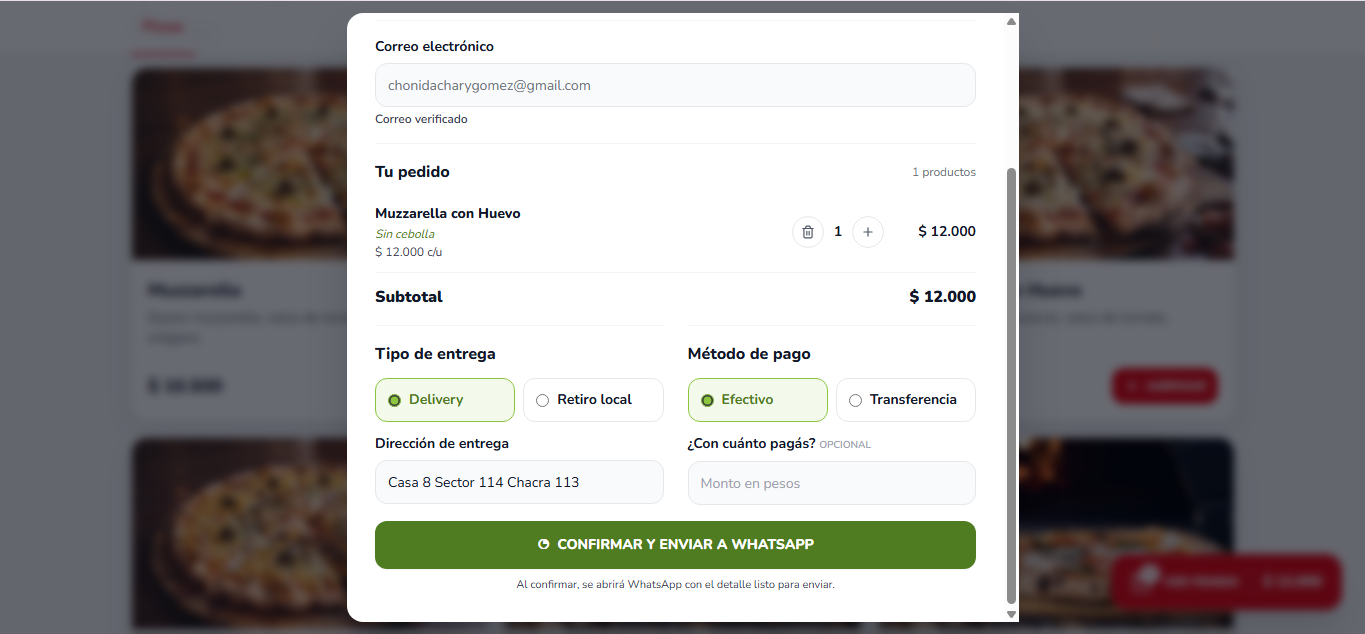 Correo electrónico
chonidacharygomez@gmail.com
Correo verificado
Tu pedido
1 productos
Muzzarella con Huevo
Sin cebolla
$ 12.000 c/u
1
$ 12.000
Subtotal
$ 12.000
Tipo de entrega
Delivery
Retiro local
Dirección de entrega
Casa 8 Sector 114 Chacra 113
Método de pago
Efectivo
Transferencia
¿Con cuánto pagás? OPCIONAL
Monto en pesos
CONFIRMAR Y ENVIAR A WHATSAPP
Al confirmar, se abrirá WhatsApp con el detalle listo para enviar.